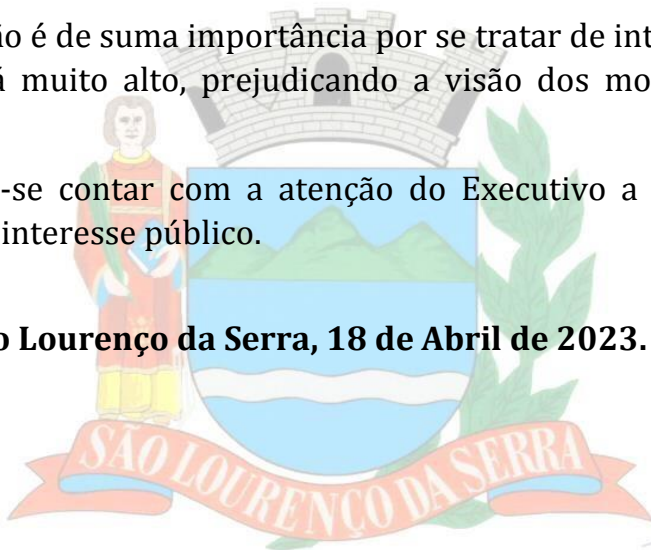 ão é de suma importância por se tratar de int
á muito alto, prejudicando a visão dos mo
-se contar com a atenção do Executivo a
interesse público.
o Lourenço da Serra, 18 de Abril de 2023.
SÃO LOURENÇO DA SERRA